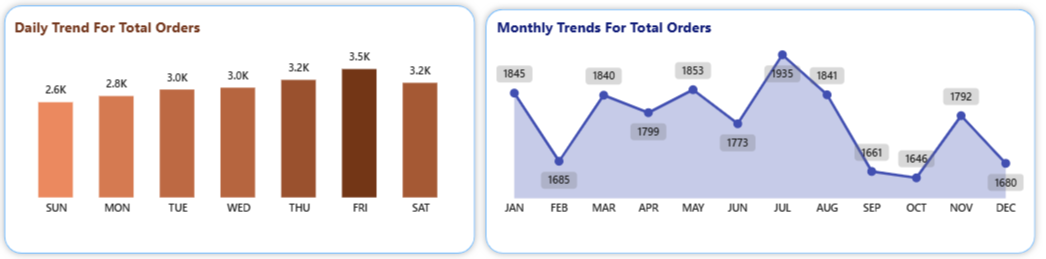 Daily Trend For Total Orders
2.6K 2.8K 3.0K 3.0K 3.2K 3.5K 3.2K
SUN MON TUE WED THU FRI SAT
Monthly Trends For Total Orders
1845 1685 1840 1799 1853 1773 1935 1841 1661 1646 1792 1680
JAN FEB MAR APR MAY JUN JUL AUG SEP OCT NOV DEC